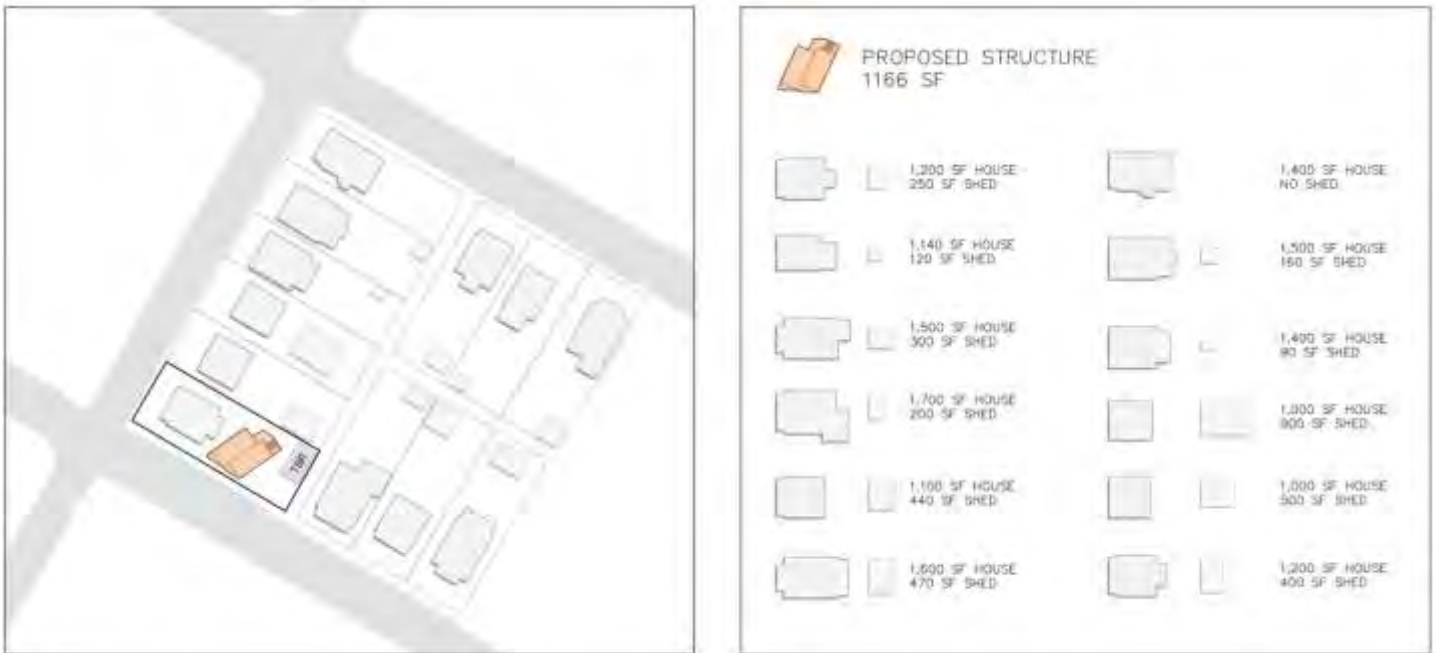 TBR
PROPOSED STRUCTURE
1166 SF
1,200 SF HOUSE
250 SF SHED
1,140 SF HOUSE
120 SF SHED
1,500 SF HOUSE
300 SF SHED
1,700 SF HOUSE
200 SF SHED
1,100 SF HOUSE
440 SF SHED
1,600 SF HOUSE
470 SF SHED
1,400 SF HOUSE
NO SHED
1,500 SF HOUSE
160 SF SHED
1,400 SF HOUSE
90 SF SHED
1,000 SF HOUSE
900 SF SHED
1,000 SF HOUSE
500 SF SHED
1,200 SF HOUSE
400 SF SHED